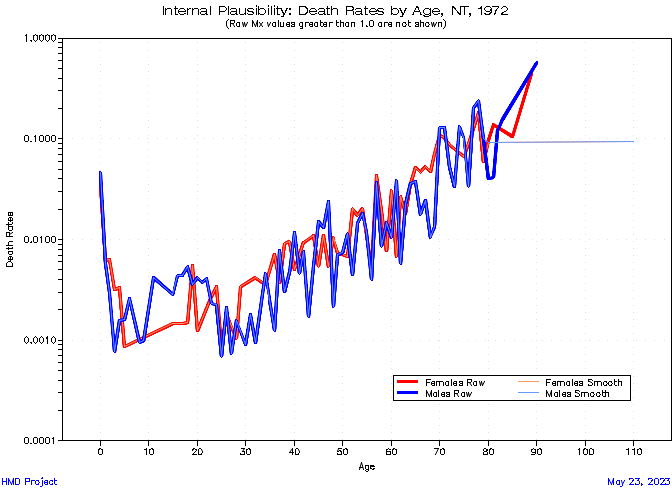 Internal Plausibility: Death Rates by Age, NT, 1972
(Raw Mx values greater than 1.0 are not shown)
1.0000
0.1000
0.0100
0.0010
0.0001
Death Rates
Females Raw
Females Smooth
Males Raw
Males Smooth
0 10 20 30 40 50 60 70 80 90 100 110
Age
HMD Project
May 23, 2023